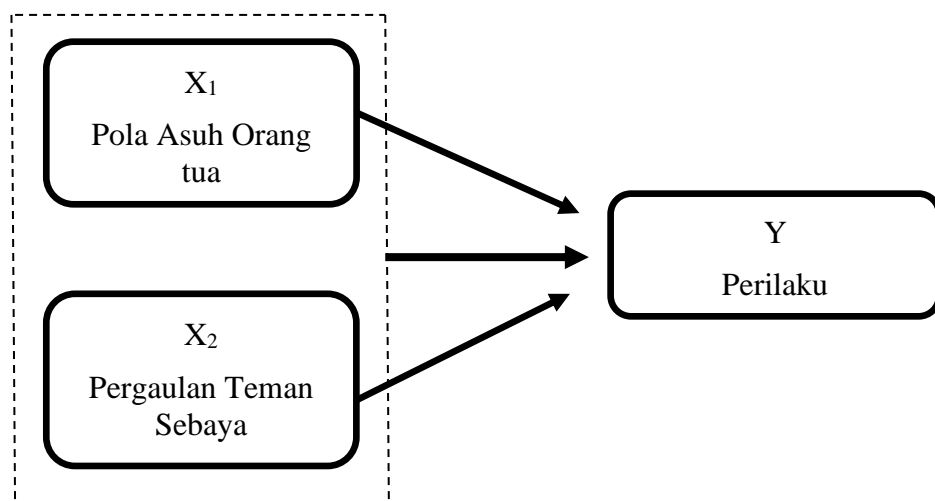 X₁
Pola Asuh Orang
tua
Y
Perilaku
X₂
Pergaulan Teman
Sebaya